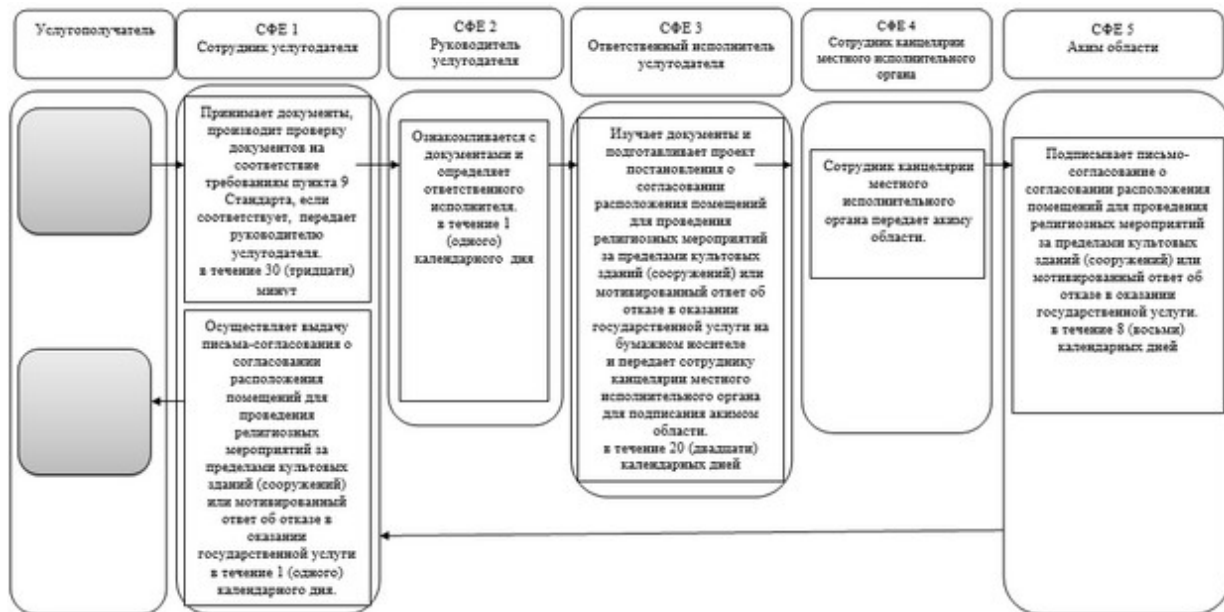 Услугополучатель
СФЕ 1
Сотрудник услугодателя
СФЕ 2
Руководитель
услугодателя
СФЕ 3
Ответственный исполнитель
услугодателя
СФЕ 4
Сотрудник канцелярии
местного исполнительного
органа
СФЕ 5
Аким области
Принимает документы,
производит проверку
документов на
соответствие
требованиям пункта 9
Стандарта, если
соответствует, передает
руководителю
услугодателя.
в течение 30 (тридцати)
минут
Осуществляет выдачу
письма-согласования о
согласовании
расположения
помещений для
проведения
религиозных
мероприятий за
пределами культовых
зданий (сооружений)
или мотивированный
ответ об отказе в
оказании
государственной услуги
в течение 1 (одного)
календарного дня.
Ознакомливается с
документами и
определяет
ответственного
исполнителя.
в течение 1
(одного)
календарного дня
Изучает документы и
подготавливает проект
постановления о
согласовании
расположения помещений
для проведения
религиозных мероприятий
за пределами культовых
зданий (сооружений) или
мотивированный ответ об
отказе в оказании
государственной услуги на
бумажном носителе
и передает сотруднику
канцелярии местного
исполнительного органа
для подписания акимом
области.
в течение 20 (двадцати)
календарных дней
Сотрудник канцелярии
местного
исполнительного
органа передает акиму
области.
Подписывает письмо-
согласование о
согласовании расположения
помещений для проведения
религиозных мероприятий
за пределами культовых
зданий (сооружений) или
мотивированный ответ об
отказе в оказании
государственной услуги.
в течение 8 (восьми)
календарных дней